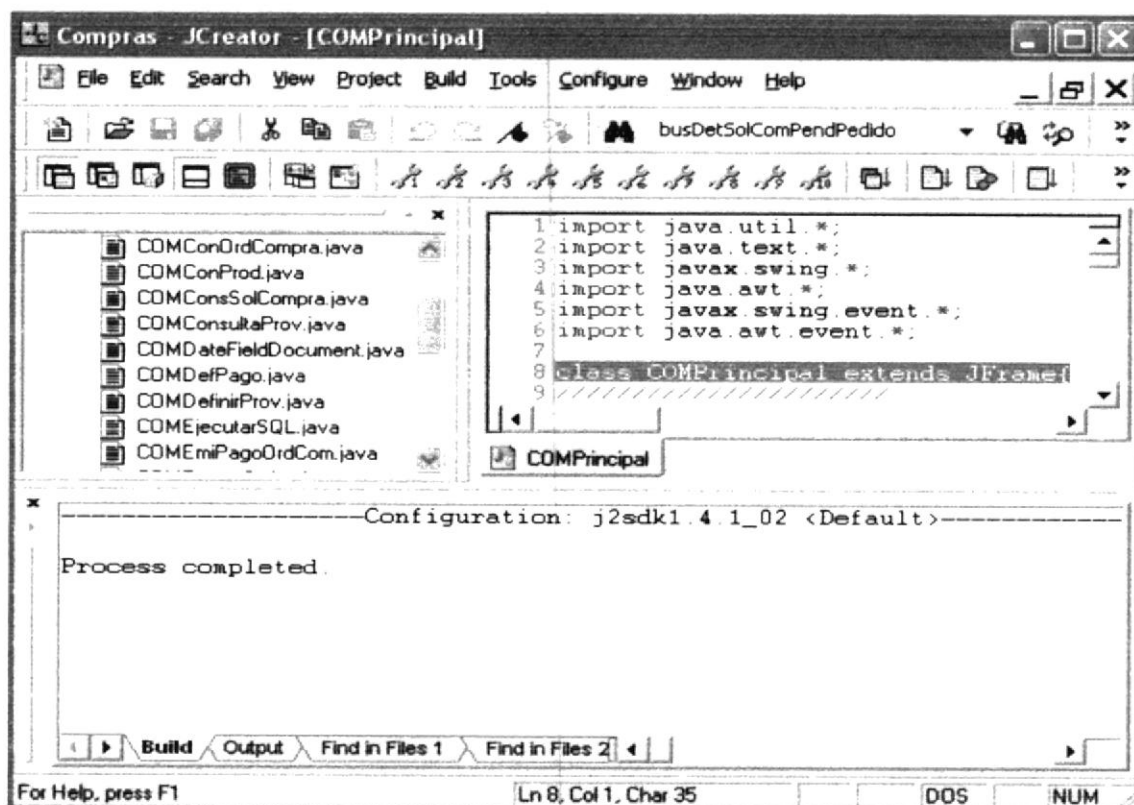 Compras - JCreator - [COMPrincipal]
File Edit Search View Project Build Tools Configure Window Help
busDetSolComPendPedido
COMConOrdCompra.java
COMConProd.java
COMConsSolCompra.java
COMConsultaProv.java
COMDateFieldDocument.java
COMDefPago.java
COMDefinirProv.java
COMEjecutarSQL.java
COMEmiPagoOrdCom.java
1 import java.util.*;
2 import java.text.*;
3 import javax.swing.*;
4 import java.awt.*;
5 import javax.swing.event.*;
6 import java.awt.event.*;
7
8 class COMPrincipal extends JFrame{
9 //////////////////////
COMPrincipal
--------------------Configuration: j2sdk1.4.1_02 <Default>--------------------
Process completed.
Build Output Find in Files 1 Find in Files 2
For Help, press F1 Ln 8, Col 1, Char 35 DOS NUM